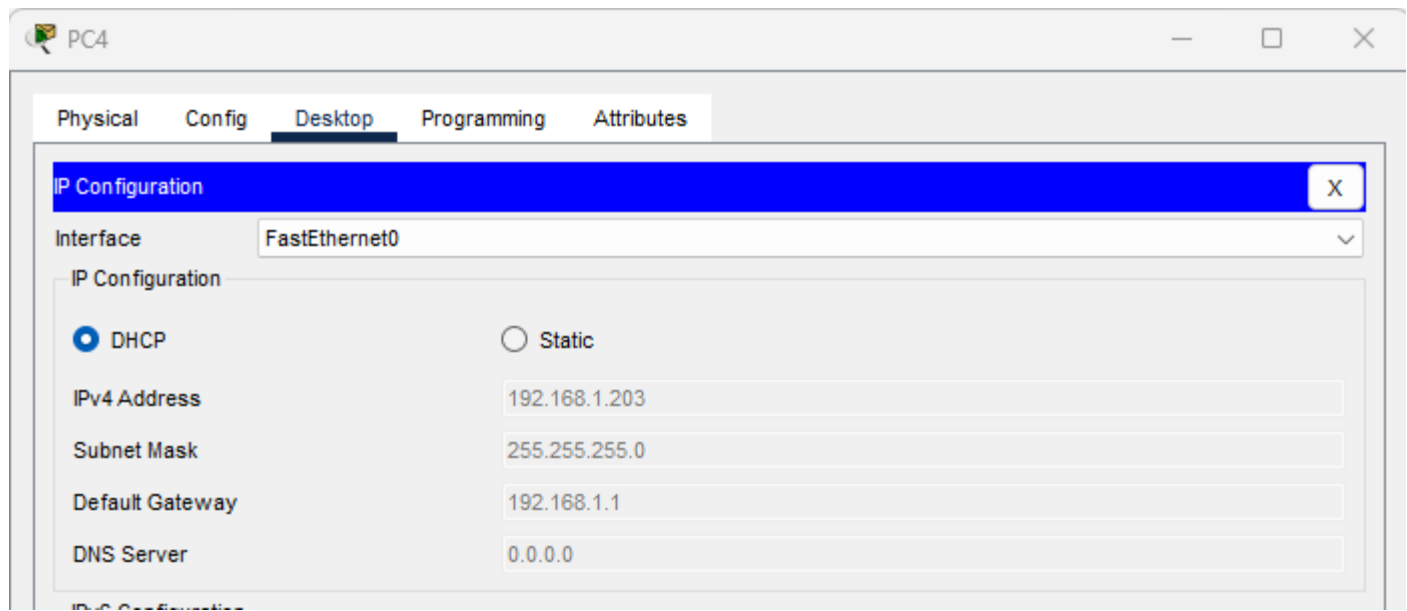 PC4
Physical Config Desktop Programming Attributes
IP Configuration X
Interface FastEthernet0
IP Configuration
DHCP Static
IPv4 Address 192.168.1.203
Subnet Mask 255.255.255.0
Default Gateway 192.168.1.1
DNS Server 0.0.0.0
IPv6 Configuration